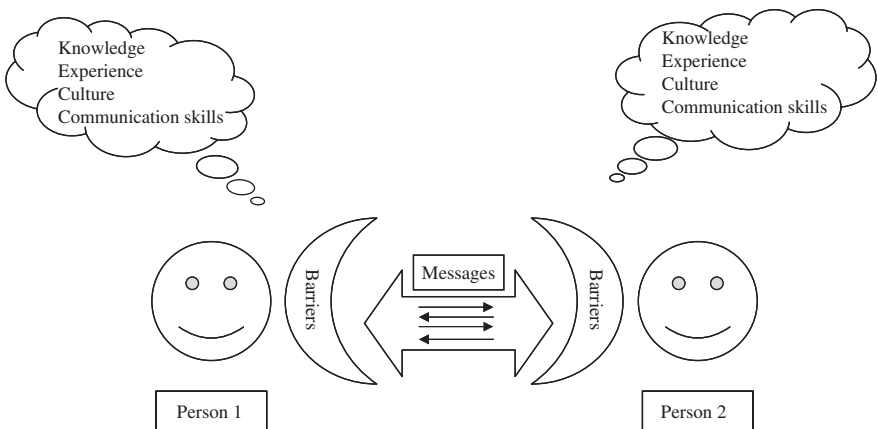 Knowledge
Experience
Culture
Communication skills
Knowledge
Experience
Culture
Communication skills
Barriers
Messages
Barriers
Person 1
Person 2